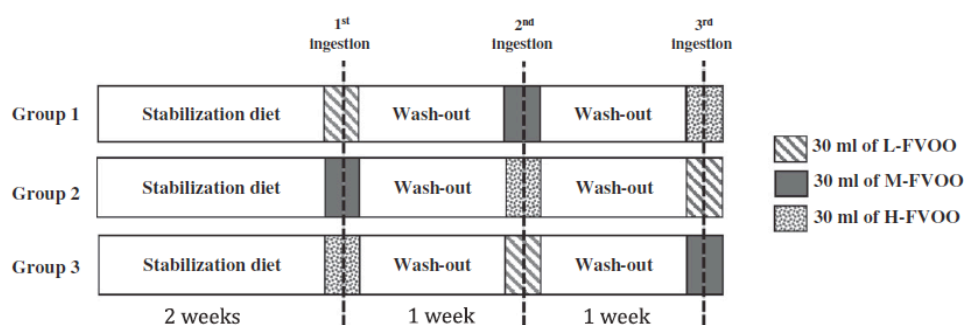 1st ingestion
2nd ingestion
3rd ingestion
Group 1 Stabilization diet Wash-out Wash-out
30 ml of L-FVOO
Group 2 Stabilization diet Wash-out Wash-out
30 ml of M-FVOO
30 ml of H-FVOO
Group 3 Stabilization diet Wash-out Wash-out
2 weeks 1 week 1 week